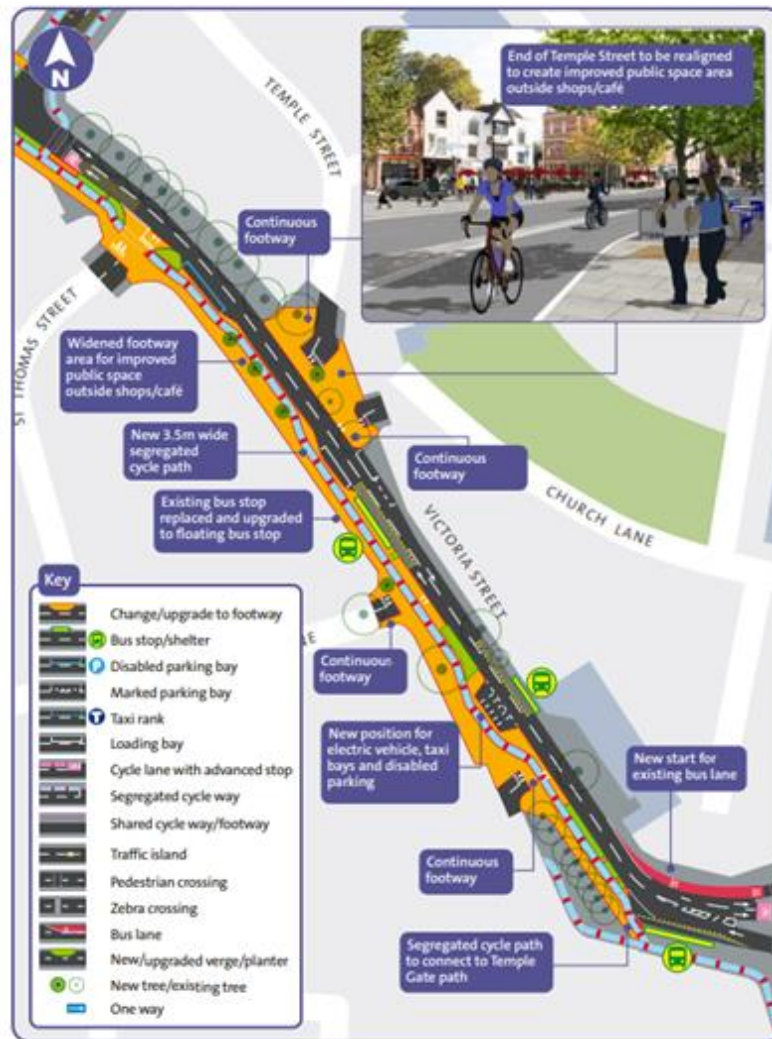 N
End of Temple Street to be realigned
to create improved public space area
outside shops/café
TEMPLE STREET
Continuous
footway
ST THOMAS STREET
Widened footway
area for improved
public space
outside shops/café
New 3.5m wide
segregated
cycle path
Continuous
footway
Existing bus stop
replaced and upgraded
to floating bus stop
CHURCH LANE
VICTORIA STREET
Continuous
footway
New position for
electric vehicle, taxi
bays and disabled
parking
New start for
existing bus lane
Continuous
footway
Segregated cycle path
to connect to Temple
Gate path
Key
Change/upgrade to footway
Bus stop/shelter
Disabled parking bay
Marked parking bay
Taxi rank
Loading bay
Cycle lane with advanced stop
Segregated cycle way
Shared cycle way/footway
Traffic island
Pedestrian crossing
Zebra crossing
Bus lane
New/upgraded verge/planter
New tree/existing tree
One way